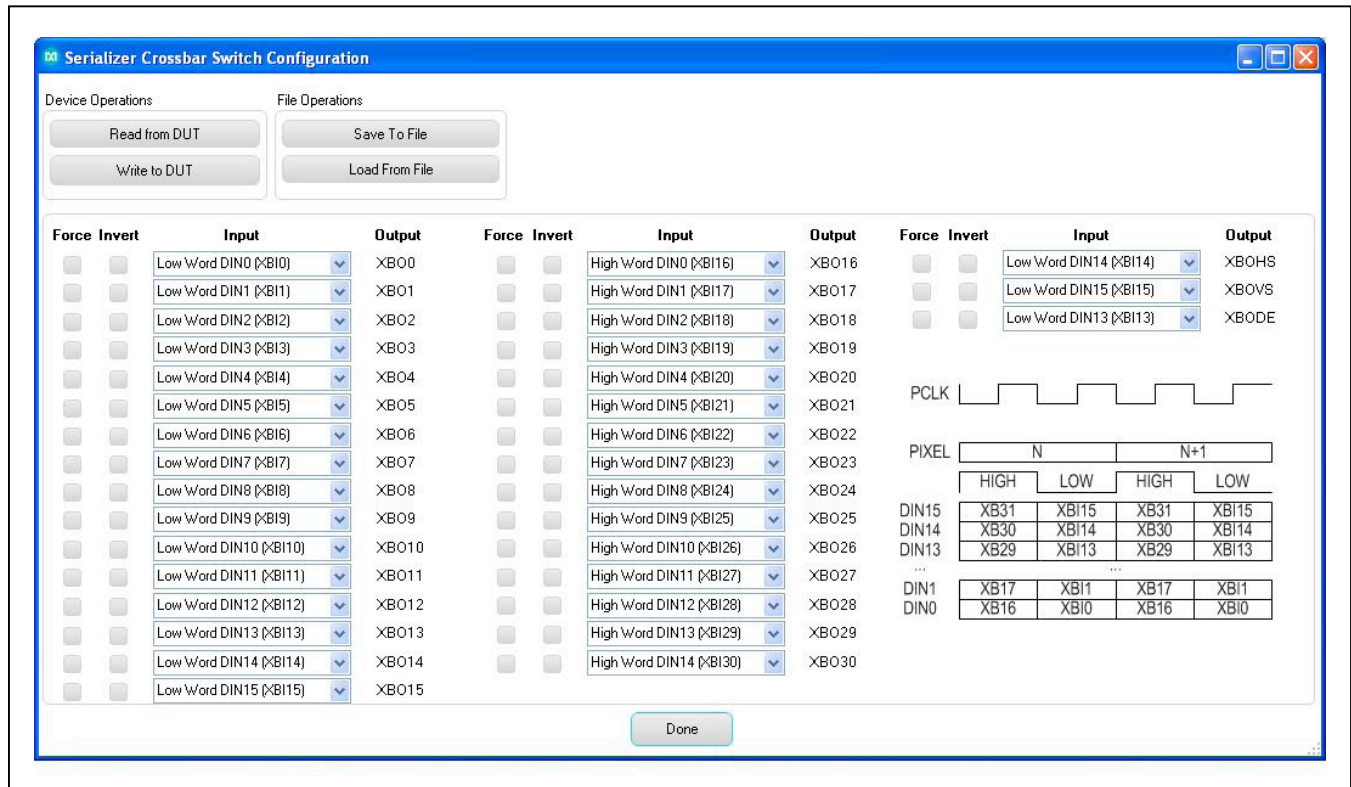 Serializer Crossbar Switch Configuration
Device Operations File Operations
Read from DUT Save To File
Write to DUT Load From File
Force Invert Input Output Force Invert Input Output Force Invert Input Output
Low Word DIN0 (XBI0) XBO0 High Word DIN0 (XBI16) XBO16 Low Word DIN14 (XBI14) XBOHS
Low Word DIN1 (XBI1) XBO1 High Word DIN1 (XBI17) XBO17 Low Word DIN15 (XBI15) XBOVS
Low Word DIN2 (XBI2) XBO2 High Word DIN2 (XBI18) XBO18 Low Word DIN13 (XBI13) XBODE
Low Word DIN3 (XBI3) XBO3 High Word DIN3 (XBI19) XBO19
Low Word DIN4 (XBI4) XBO4 High Word DIN4 (XBI20) XBO20
Low Word DIN5 (XBI5) XBO5 High Word DIN5 (XBI21) XBO21
PCLK
Low Word DIN6 (XBI6) XBO6 High Word DIN6 (XBI22) XBO22
Low Word DIN7 (XBI7) XBO7 High Word DIN7 (XBI23) XBO23
PIXEL N N+1
Low Word DIN8 (XBI8) XBO8 High Word DIN8 (XBI24) XBO24
HIGH LOW HIGH LOW
Low Word DIN9 (XBI9) XBO9 High Word DIN9 (XBI25) XBO25
DIN15 XB31 XBI15 XB31 XBI15
DIN14 XB30 XBI14 XB30 XBI14
Low Word DIN10 (XBI10) XBO10 High Word DIN10 (XBI26) XBO26
DIN13 XB29 XBI13 XB29 XBI13
... ...
Low Word DIN11 (XBI11) XBO11 High Word DIN11 (XBI27) XBO27
DIN1 XB17 XBI1 XB17 XBI1
Low Word DIN12 (XBI12) XBO12 High Word DIN12 (XBI28) XBO28
DIN0 XB16 XBI0 XB16 XBI0
Low Word DIN13 (XBI13) XBO13 High Word DIN13 (XBI29) XBO29
Low Word DIN14 (XBI14) XBO14 High Word DIN14 (XBI30) XBO30
Low Word DIN15 (XBI15) XBO15
Done